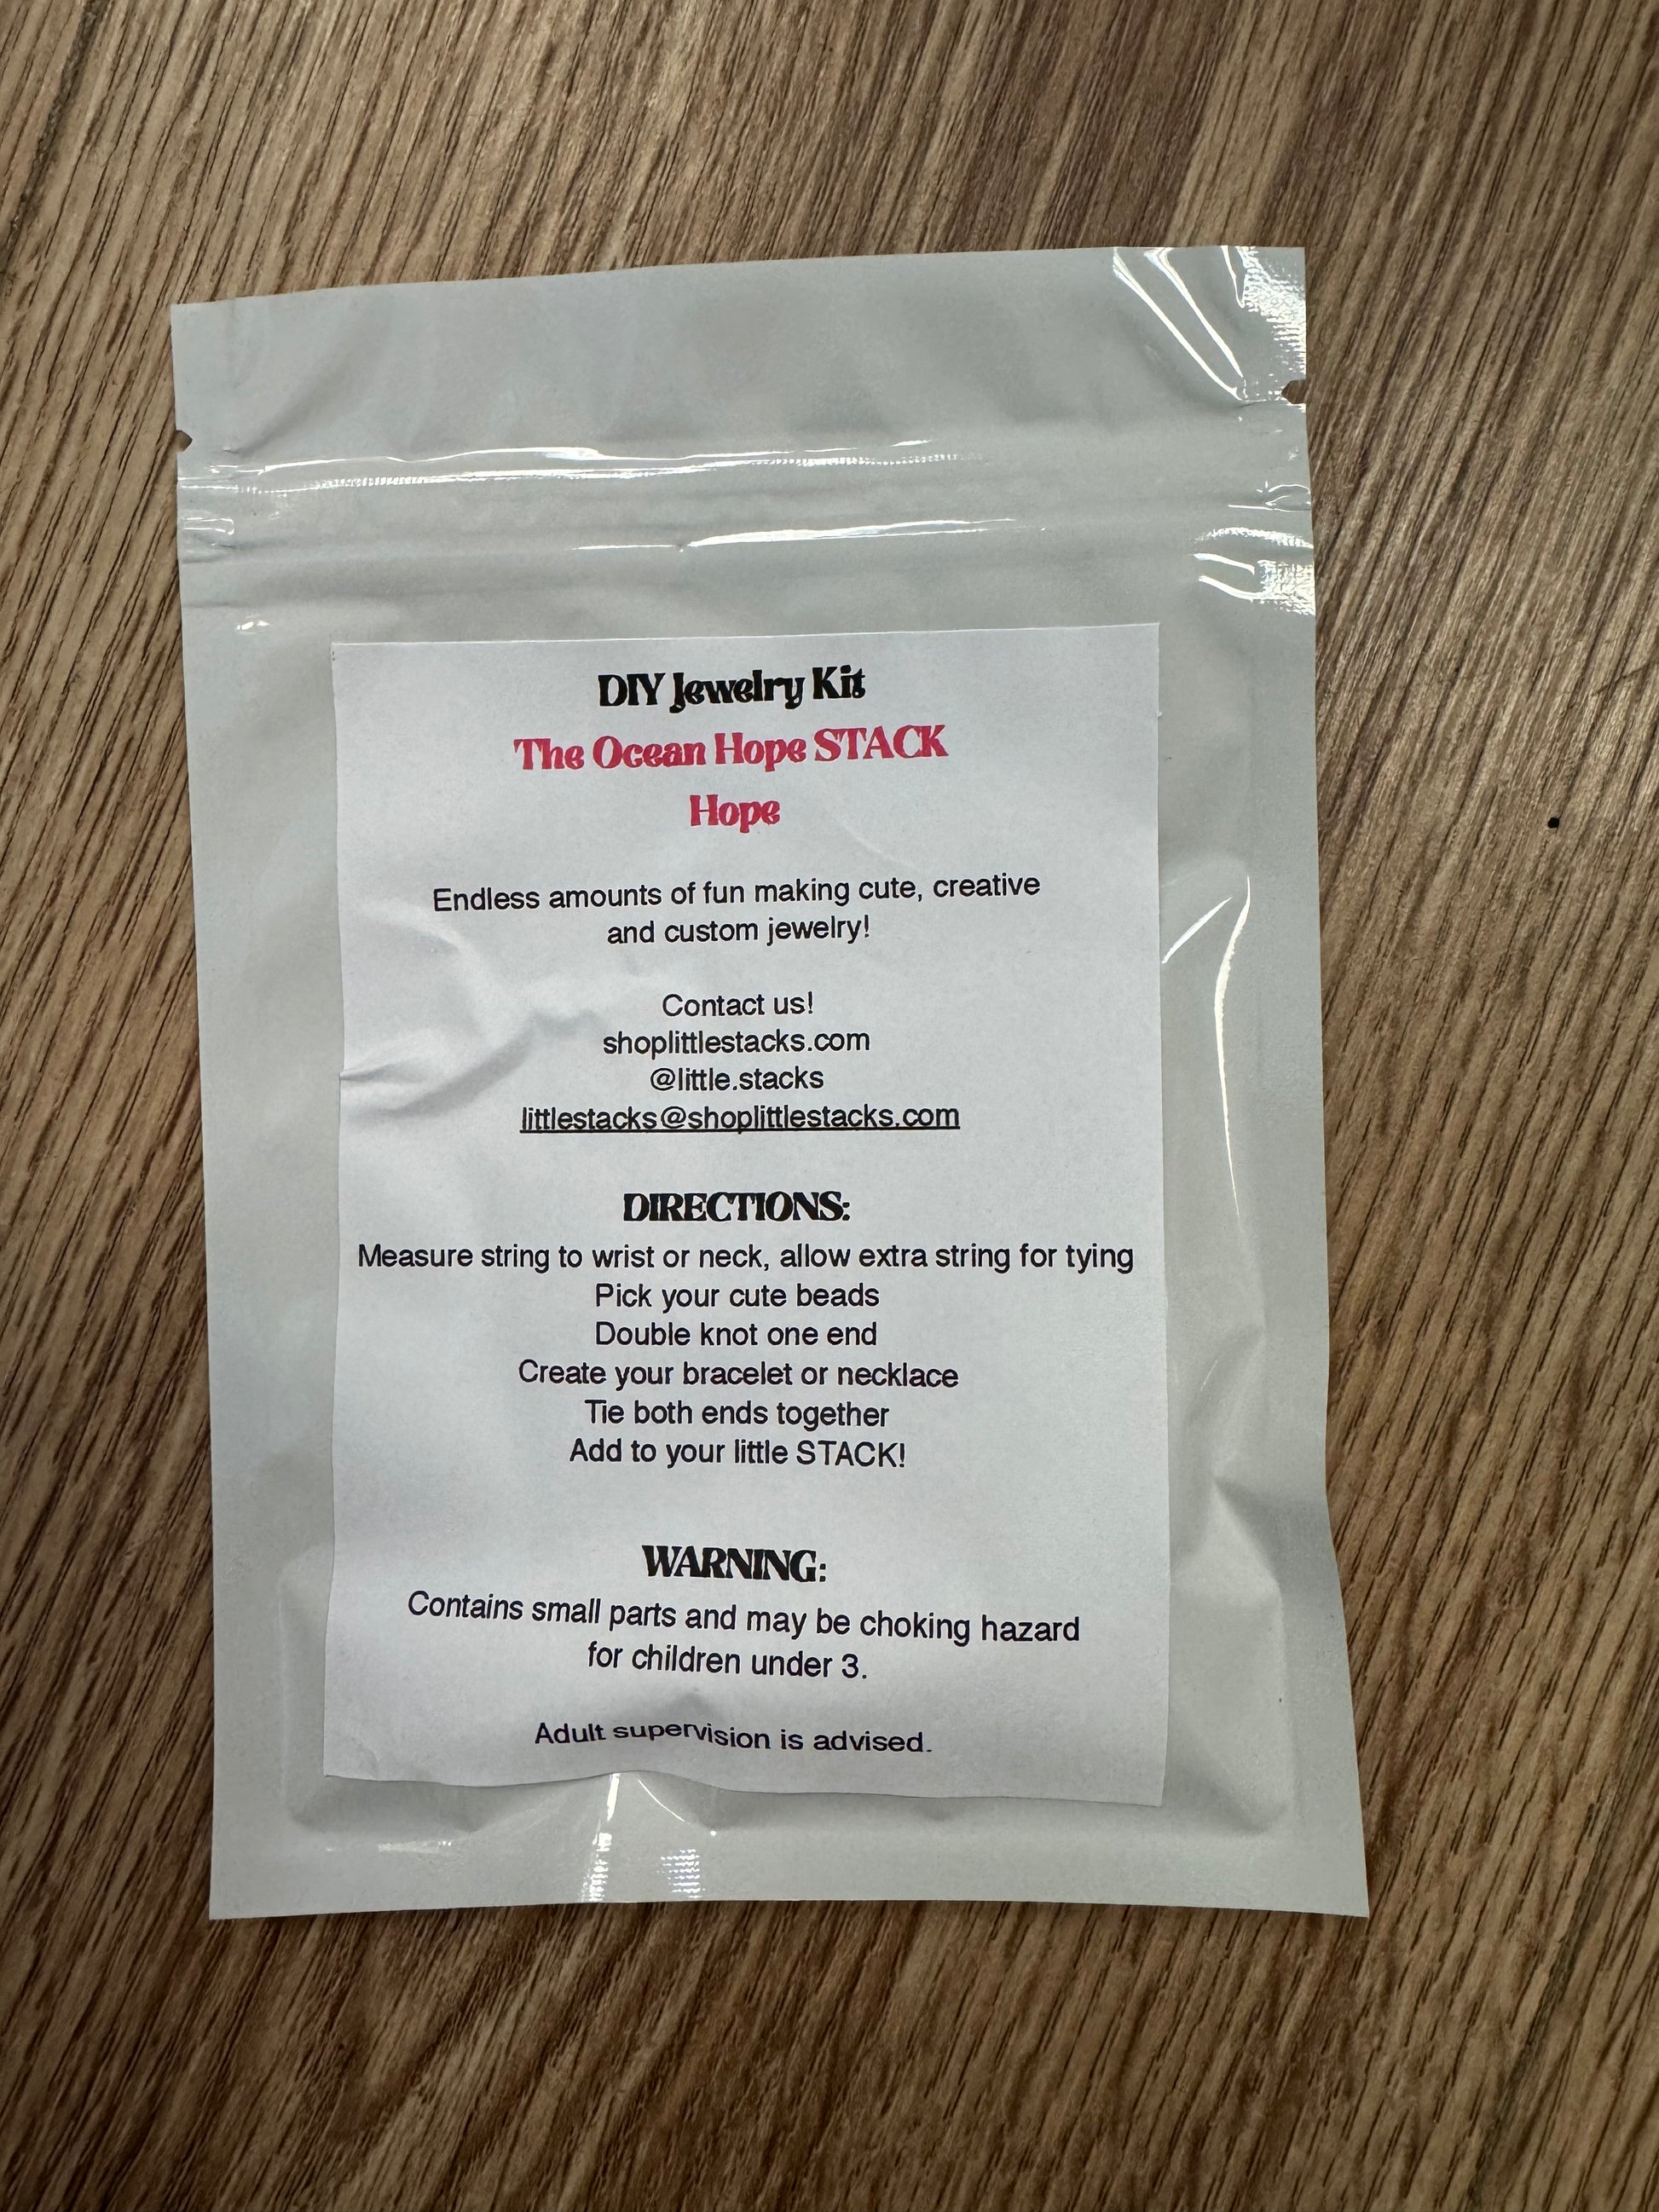 DIY Jewelry Kit
The Ocean Hope STACK
Hope
Endless amounts of fun making cute, creative
and custom jewelry!
Contact us!
shoplittlestacks.com
@little.stacks
littlestacks@shoplittlestacks.com
DIRECTIONS:
Measure string to wrist or neck, allow extra string for tying
Pick your cute beads
Double knot one end
Create your bracelet or necklace
Tie both ends together
Add to your little STACK!
WARNING:
Contains small parts and may be choking hazard
for children under 3.
Adult supervision is advised.